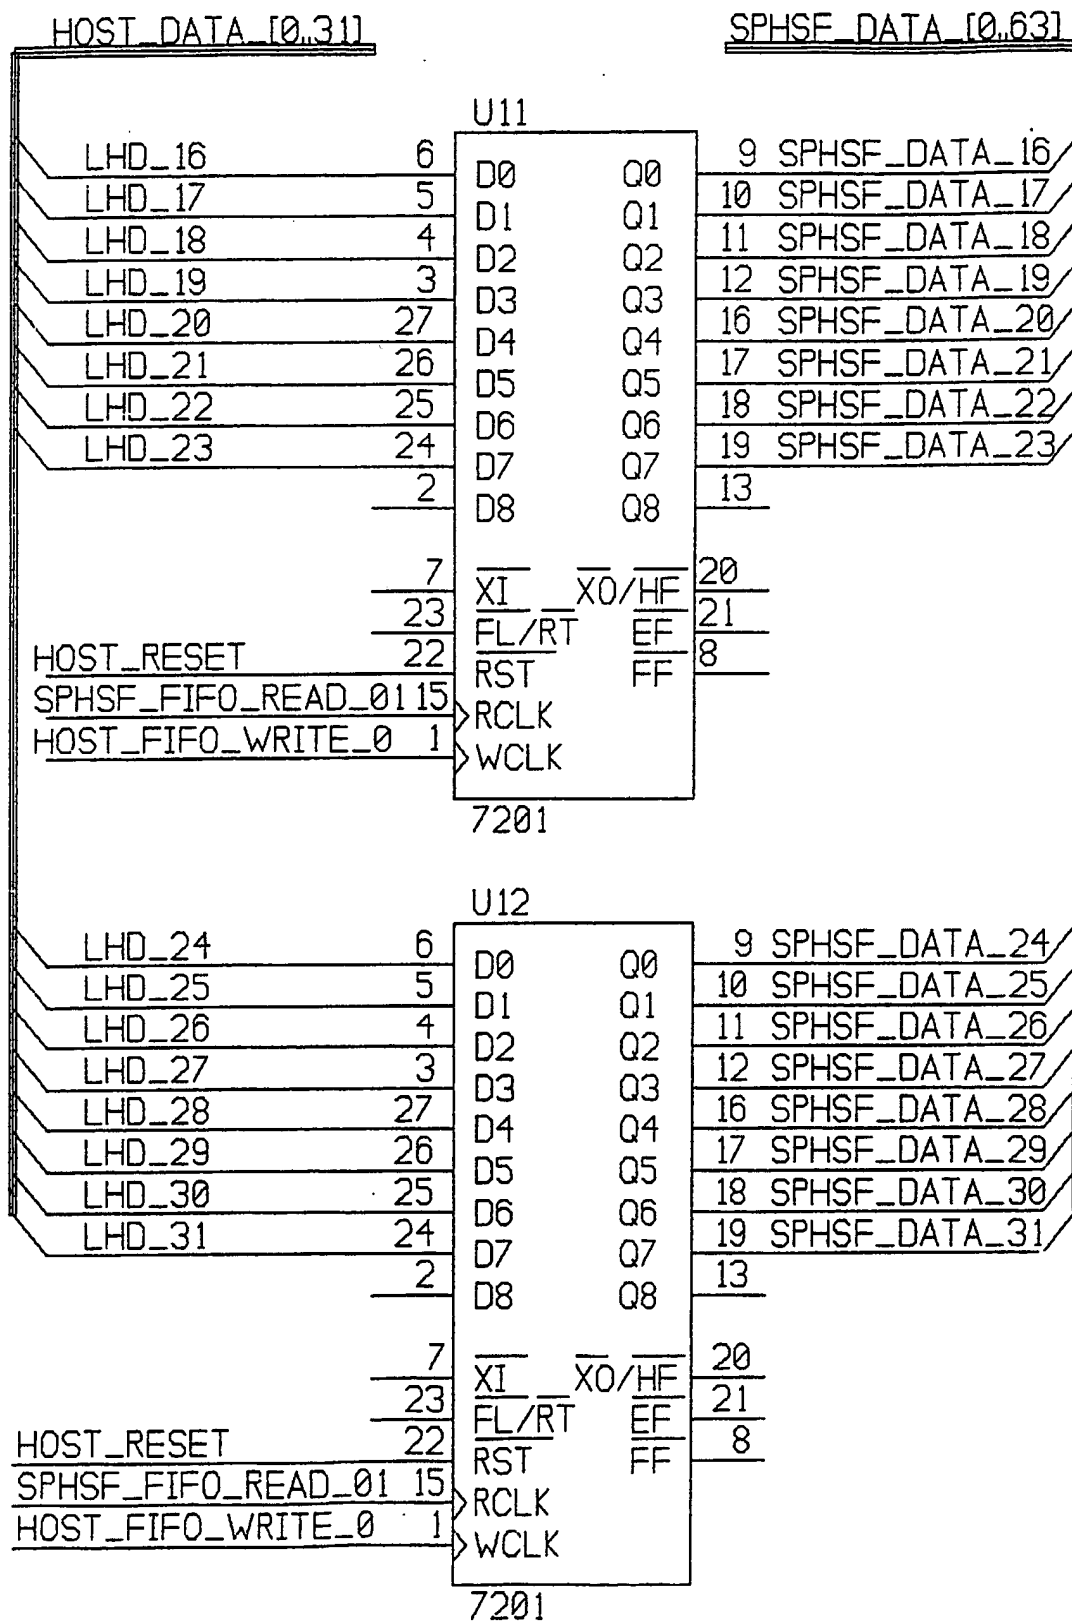 HOST_DATA_[0..31] SPHSF_DATA_[0..63]
U11
LHD_16 6 D0 Q0 9 SPHSF_DATA_16
LHD_17 5 D1 Q1 10 SPHSF_DATA_17
LHD_18 4 D2 Q2 11 SPHSF_DATA_18
LHD_19 3 D3 Q3 12 SPHSF_DATA_19
LHD_20 27 D4 Q4 16 SPHSF_DATA_20
LHD_21 26 D5 Q5 17 SPHSF_DATA_21
LHD_22 25 D6 Q6 18 SPHSF_DATA_22
LHD_23 24 D7 Q7 19 SPHSF_DATA_23
2 D8 Q8 13
7 XI XO/HF 20
23 FL/RT EF 21
HOST_RESET 22 RST FF 8
SPHSF_FIFO_READ_01 15 RCLK
HOST_FIFO_WRITE_0 1 WCLK
7201
U12
LHD_24 6 D0 Q0 9 SPHSF_DATA_24
LHD_25 5 D1 Q1 10 SPHSF_DATA_25
LHD_26 4 D2 Q2 11 SPHSF_DATA_26
LHD_27 3 D3 Q3 12 SPHSF_DATA_27
LHD_28 27 D4 Q4 16 SPHSF_DATA_28
LHD_29 26 D5 Q5 17 SPHSF_DATA_29
LHD_30 25 D6 Q6 18 SPHSF_DATA_30
LHD_31 24 D7 Q7 19 SPHSF_DATA_31
2 D8 Q8 13
7 XI XO/HF 20
23 FL/RT EF 21
HOST_RESET 22 RST FF 8
SPHSF_FIFO_READ_01 15 RCLK
HOST_FIFO_WRITE_0 1 WCLK
7201